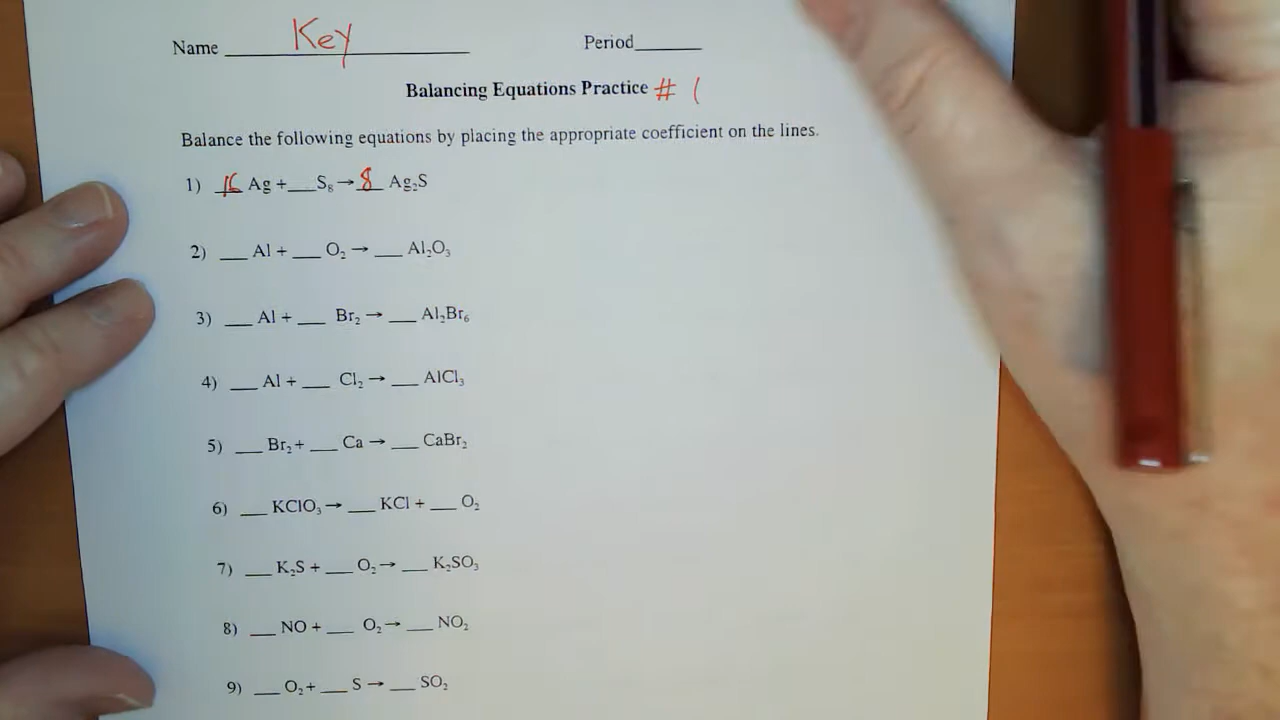 Name Key Period______
Balancing Equations Practice # 1
Balance the following equations by placing the appropriate coefficient on the lines.
1) 16 Ag + ___ S₈ → 8 Ag₂S
2) ___ Al + ___ O₂ → ___ Al₂O₃
3) ___ Al + ___ Br₂ → ___ Al₂Br₆
4) ___ Al + ___ Cl₂ → ___ AlCl₃
5) ___ Br₂ + ___ Ca → ___ CaBr₂
6) ___ KClO₃ → ___ KCl + ___ O₂
7) ___ K₂S + ___ O₂ → ___ K₂SO₃
8) ___ NO + ___ O₂ → ___ NO₂
9) ___ O₂ + ___ S → ___ SO₂